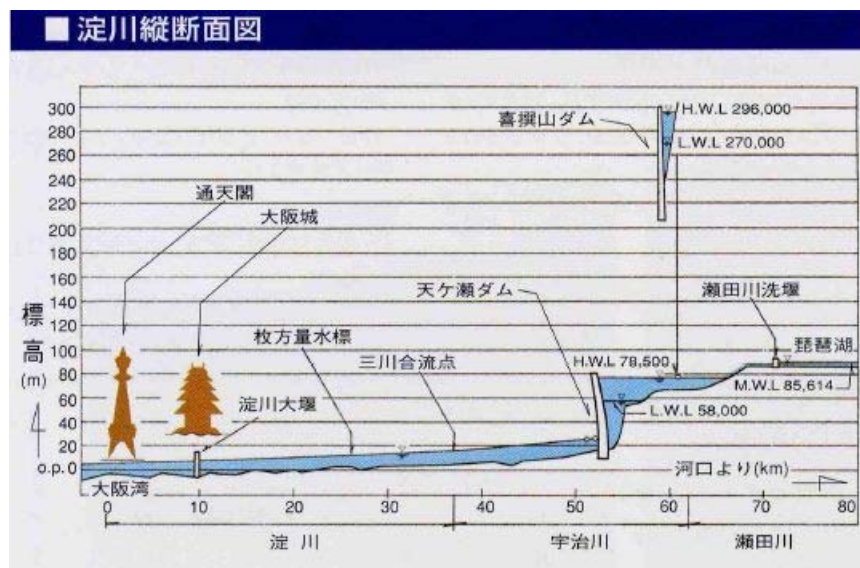 ■ 淀川縦断面図
300
280
260
240
220
200
180
160
140
120
100
80
60
40
20
o.p.0
標高
(m)
喜撰山ダム
H.W.L 296,000
L.W.L 270,000
通天閣
大阪城
天ケ瀬ダム
瀬田川洗堰
枚方量水標
三川合流点
琵琶湖
H.W.L 78,500
M.W.L 85,614
淀川大堰
L.W.L 58,000
河口より(km)
大阪湾
0 10 20 30 40 50 60 70 80
淀川 宇治川 瀬田川